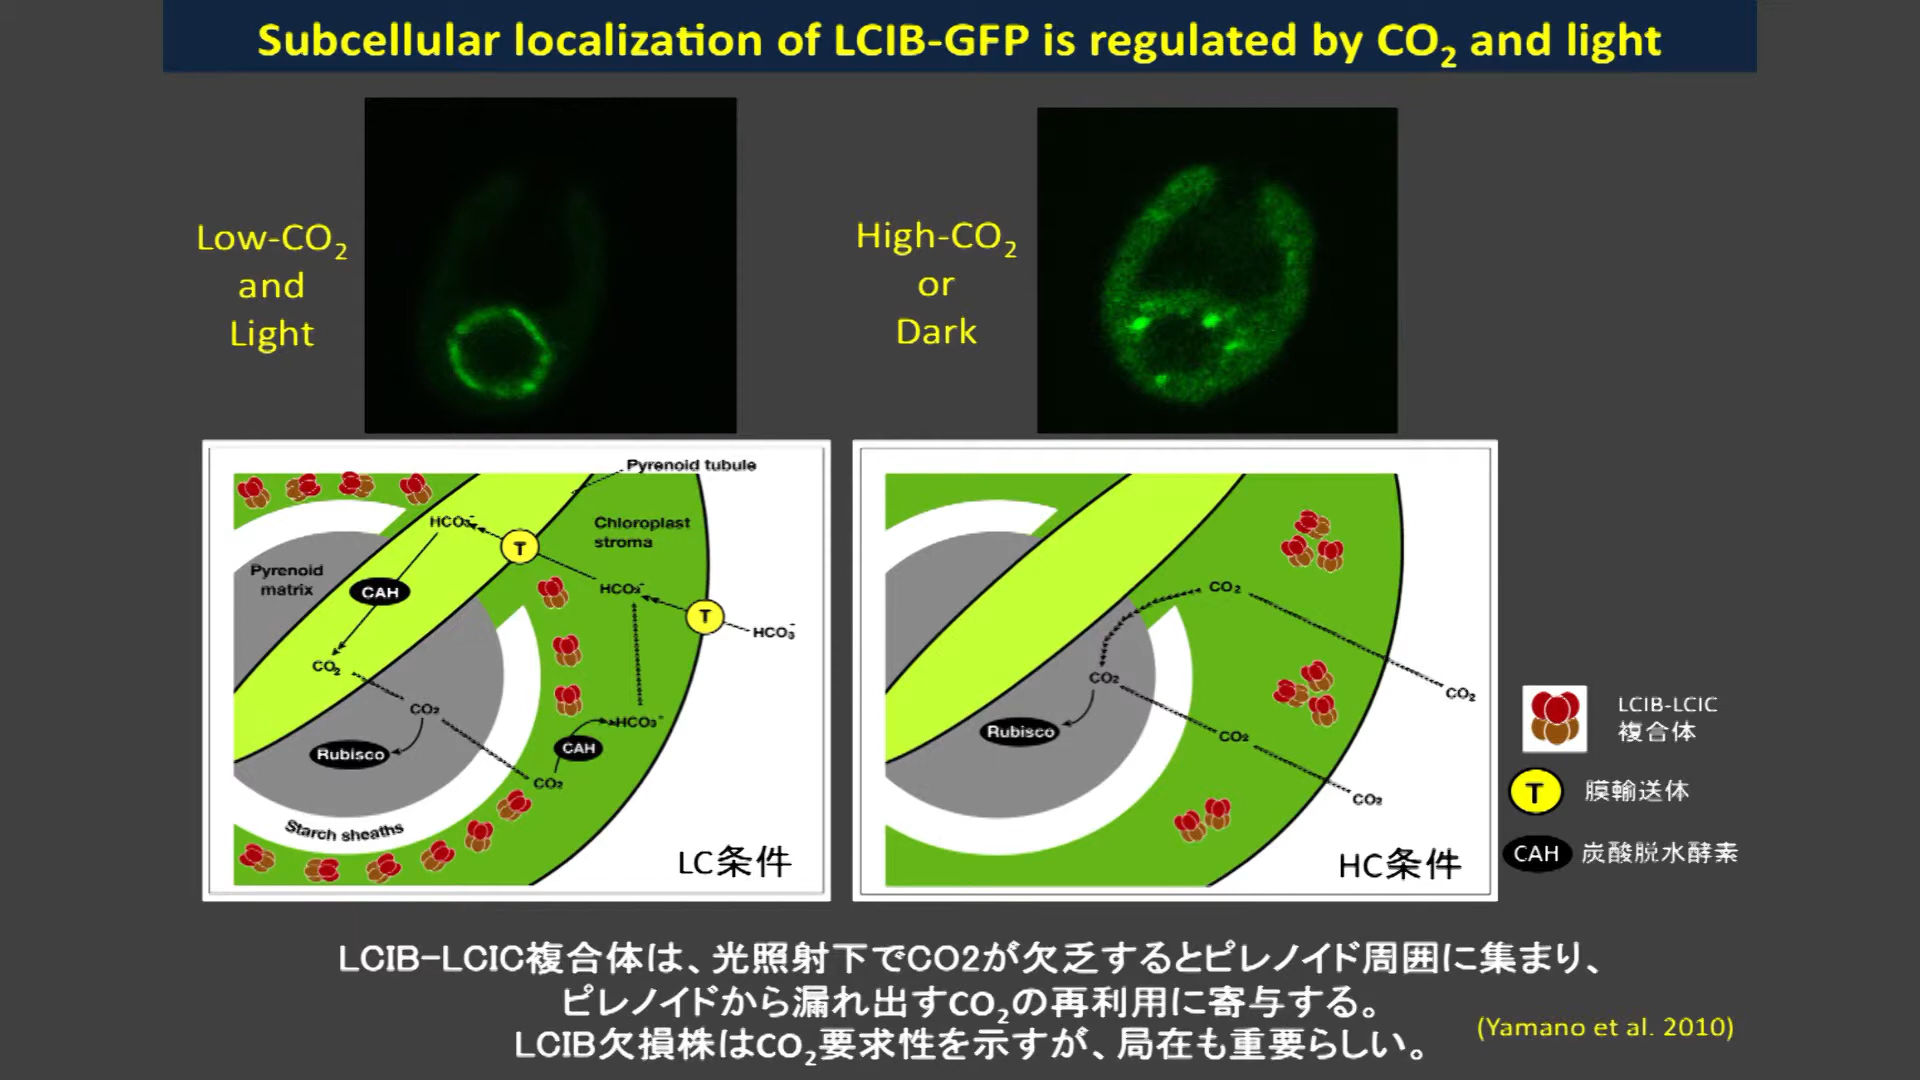 Subcellular localization of LCIB-GFP is regulated by CO₂ and light
Low-CO₂
and
Light
High-CO₂
or
Dark
Pyrenoid tubule
HCO₃⁻
T
Chloroplast
stroma
Pyrenoid
matrix
CAH
HCO₃⁻
T
HCO₃⁻
CO₂
CO₂
HCO₃⁻
Rubisco
CAH
CO₂
Starch sheaths
LC条件
CO₂
CO₂
CO₂
Rubisco
CO₂
CO₂
HC条件
LCIB-LCIC
複合体
T 膜輸送体
CAH 炭酸脱水酵素
LCIB-LCIC複合体は、光照射下でCO2が欠乏するとピレノイド周囲に集まり、
ピレノイドから漏れ出すCO₂の再利用に寄与する。
LCIB欠損株はCO₂要求性を示すが、局在も重要らしい。
(Yamano et al. 2010)